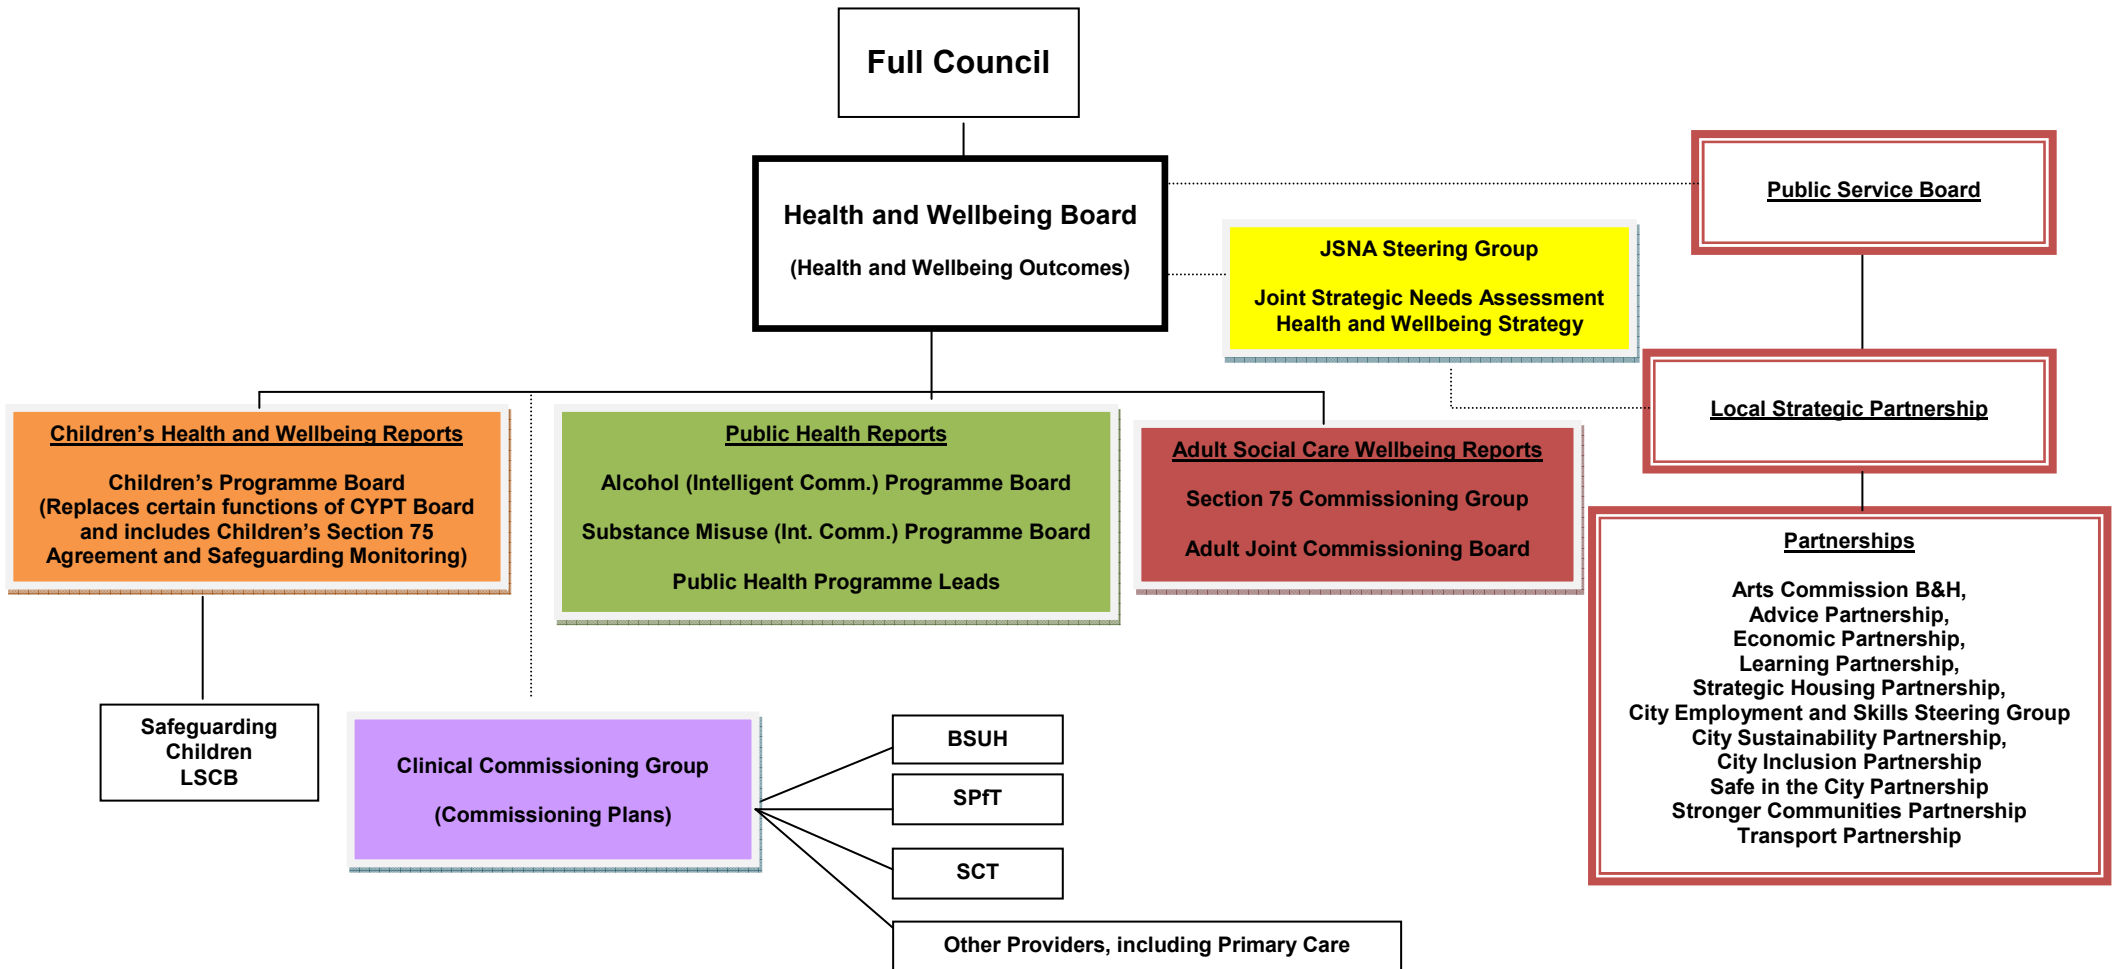 Full Council
Health and Wellbeing Board
(Health and Wellbeing Outcomes)
Public Service Board
JSNA Steering Group
Joint Strategic Needs Assessment
Health and Wellbeing Strategy
Local Strategic Partnership
Children's Health and Wellbeing Reports
Children's Programme Board
(Replaces certain functions of CYPT Board
and includes Children's Section 75
Agreement and Safeguarding Monitoring)
Public Health Reports
Alcohol (Intelligent Comm.) Programme Board
Substance Misuse (Int. Comm.) Programme Board
Public Health Programme Leads
Adult Social Care Wellbeing Reports
Section 75 Commissioning Group
Adult Joint Commissioning Board
Partnerships
Arts Commission B&H,
Advice Partnership,
Economic Partnership,
Learning Partnership,
Strategic Housing Partnership,
City Employment and Skills Steering Group
City Sustainability Partnership,
City Inclusion Partnership
Safe in the City Partnership
Stronger Communities Partnership
Transport Partnership
Safeguarding
Children
LSCB
Clinical Commissioning Group
(Commissioning Plans)
BSUH
SPfT
SCT
Other Providers, including Primary Care